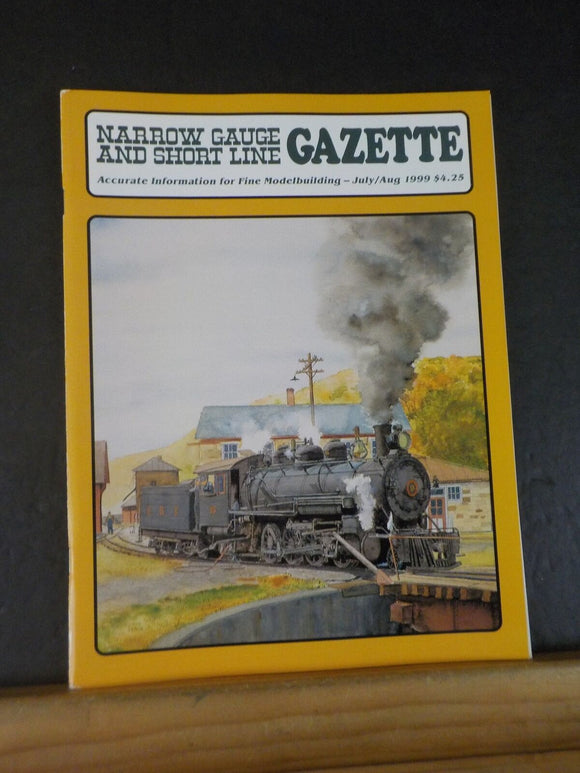 NARROW GAUGE
AND SHORT LINE
GAZETTE
Accurate Information for Fine Modelbuilding – July/Aug 1999 $4.25